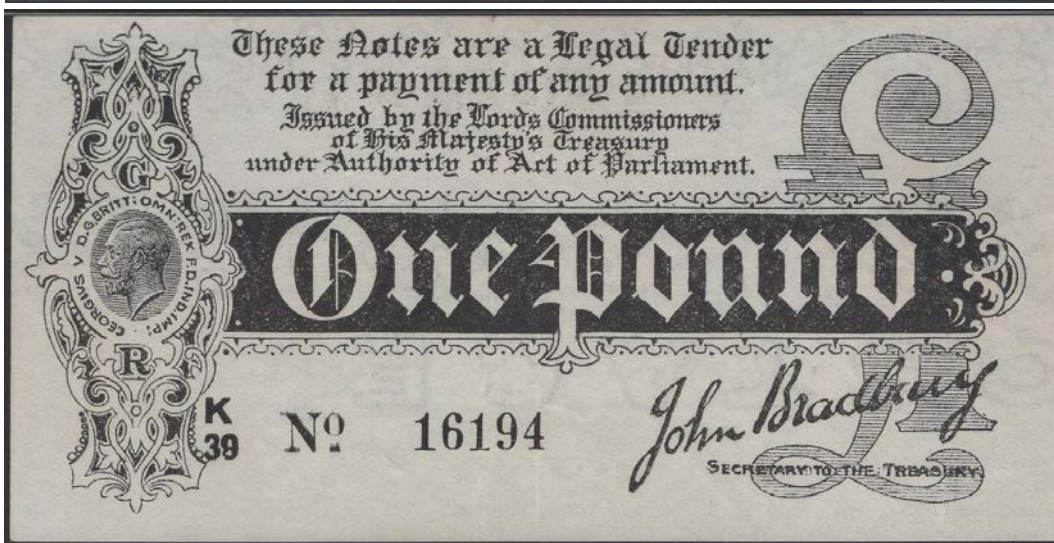 These Notes are a Legal Tender
for a payment of any amount.
Issued by the Lords Commissioners
of His Majesty's Treasury
under Authority of Act of Parliament.
£
G
GEORGIVS V D.G.BRITT: OMN: REX F.D. IND: IMP:
One Pound
R
K
39
Nº 16194
John Bradbury
SECRETARY TO THE TREASURY.
£1